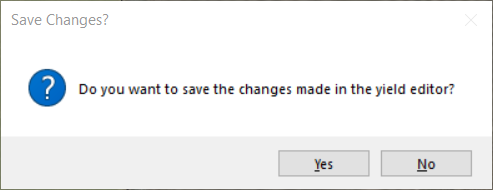 Save Changes?
Do you want to save the changes made in the yield editor?
Yes
No